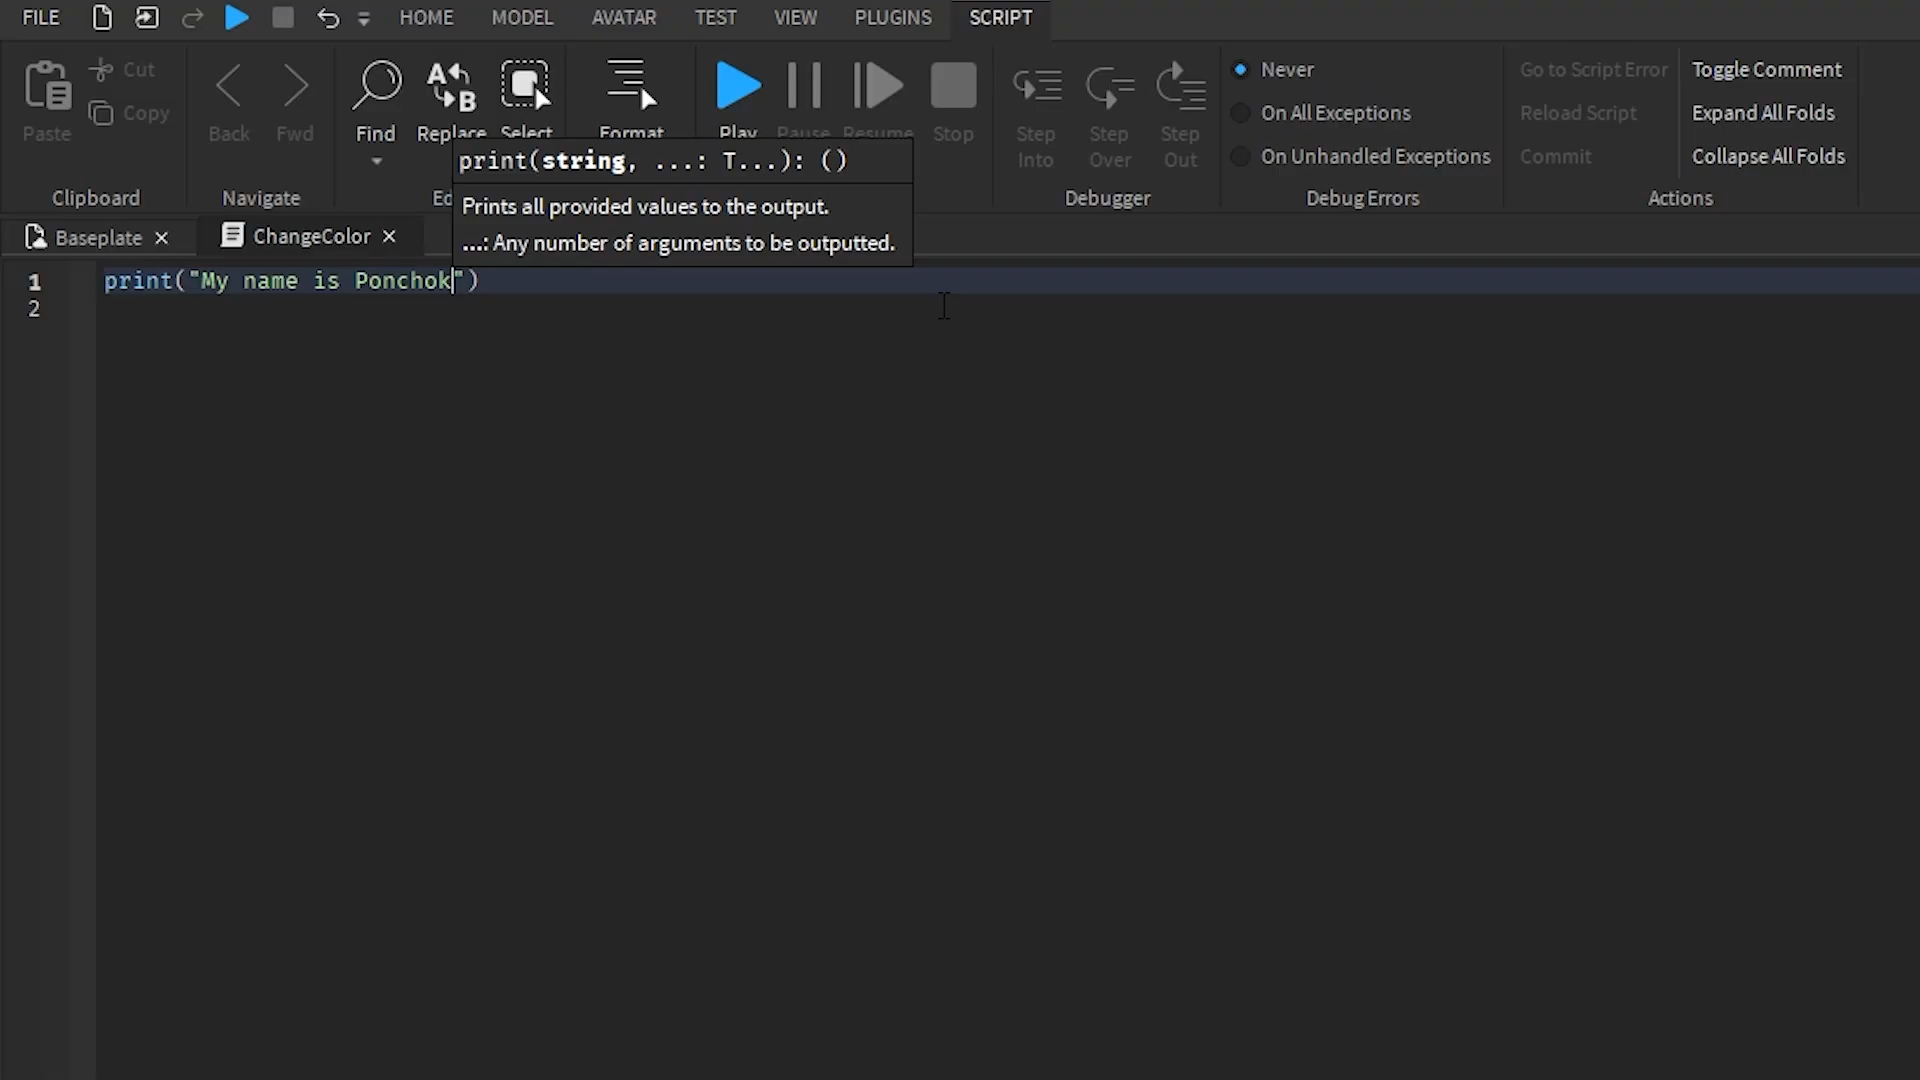 FILE HOME MODEL AVATAR TEST VIEW PLUGINS SCRIPT
Paste Cut Copy
Clipboard
Back Fwd
Navigate
Find Replace Select
Format
Play Pause Resume Stop
Step Into Step Over Step Out
Debugger
Never
On All Exceptions
On Unhandled Exceptions
Debug Errors
Go to Script Error
Reload Script
Commit
Toggle Comment
Expand All Folds
Collapse All Folds
Actions
print(string, ...: T...): ()
Prints all provided values to the output.
...: Any number of arguments to be outputted.
Baseplate ChangeColor
1 print("My name is Ponchok")
2